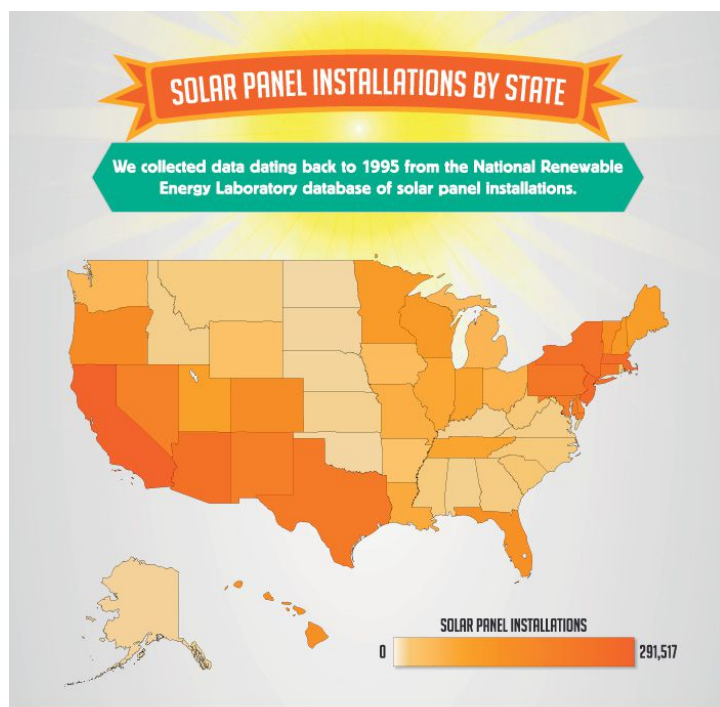 SOLAR PANEL INSTALLATIONS BY STATE
We collected data dating back to 1995 from the National Renewable
Energy Laboratory database of solar panel installations.
SOLAR PANEL INSTALLATIONS
0 291,517